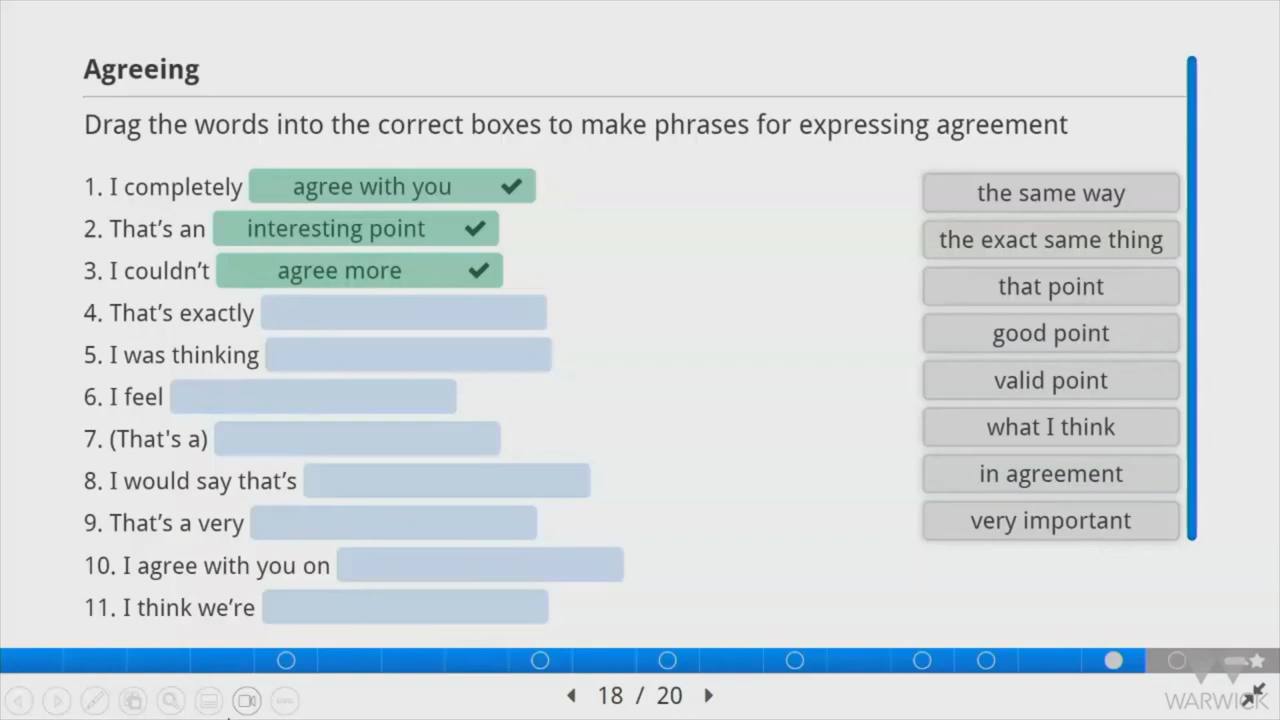 Agreeing
Drag the words into the correct boxes to make phrases for expressing agreement
1. I completely agree with you
2. That’s an interesting point
3. I couldn’t agree more
4. That’s exactly
5. I was thinking
6. I feel
7. (That's a)
8. I would say that’s
9. That’s a very
10. I agree with you on
11. I think we’re
the same way
the exact same thing
that point
good point
valid point
what I think
in agreement
very important
18 / 20
WARWICK